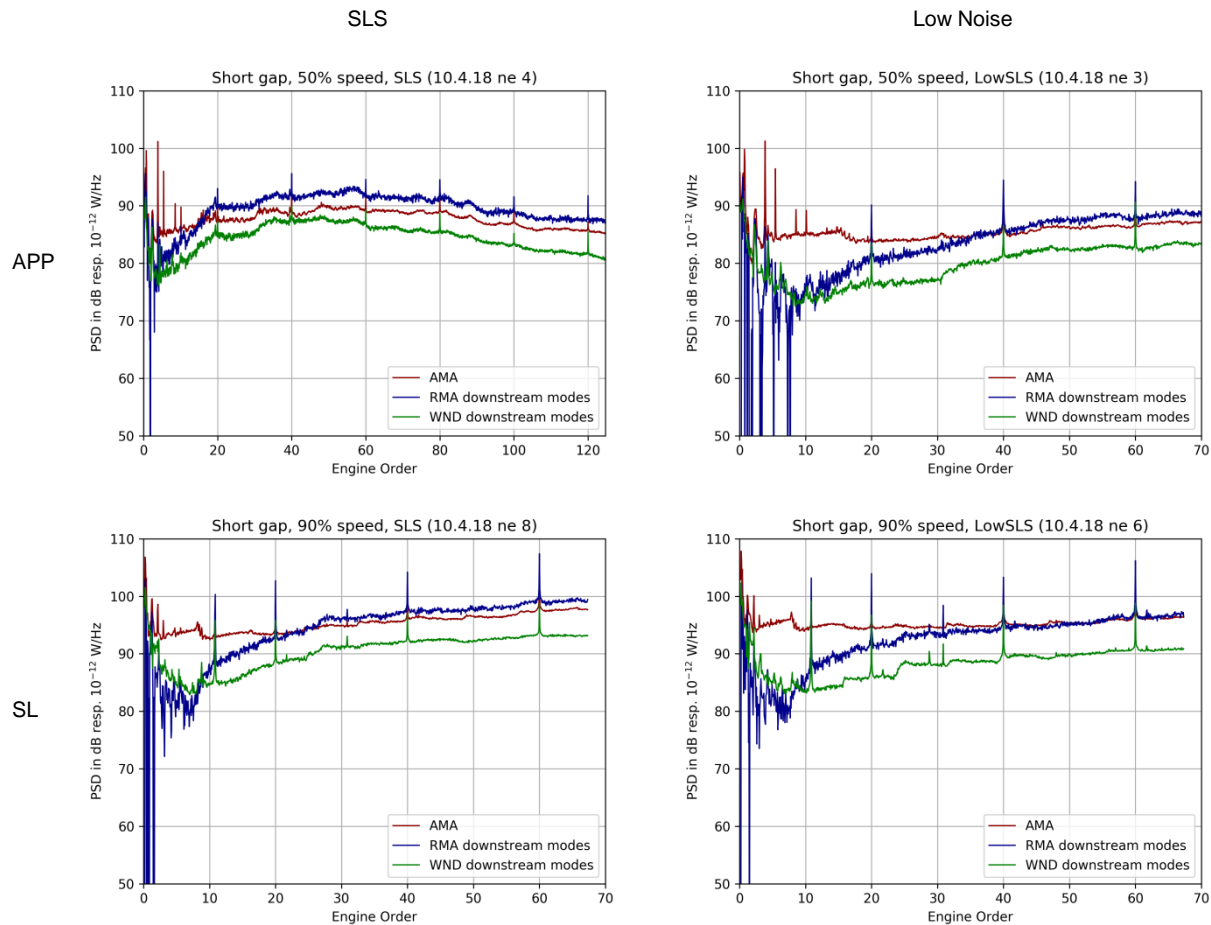 SLS
Low Noise
APP
Short gap, 50% speed, SLS (10.4.18 ne 4)
110
100
90
80
70
60
50
PSD in dB resp. 10⁻¹² W/Hz
AMA
RMA downstream modes
WND downstream modes
0 20 40 60 80 100 120
Engine Order
Short gap, 50% speed, LowSLS (10.4.18 ne 3)
110
100
90
80
70
60
50
PSD in dB resp. 10⁻¹² W/Hz
AMA
RMA downstream modes
WND downstream modes
0 10 20 30 40 50 60 70
Engine Order
SL
Short gap, 90% speed, SLS (10.4.18 ne 8)
110
100
90
80
70
60
50
PSD in dB resp. 10⁻¹² W/Hz
AMA
RMA downstream modes
WND downstream modes
0 10 20 30 40 50 60 70
Engine Order
Short gap, 90% speed, LowSLS (10.4.18 ne 6)
110
100
90
80
70
60
50
PSD in dB resp. 10⁻¹² W/Hz
AMA
RMA downstream modes
WND downstream modes
0 10 20 30 40 50 60 70
Engine Order